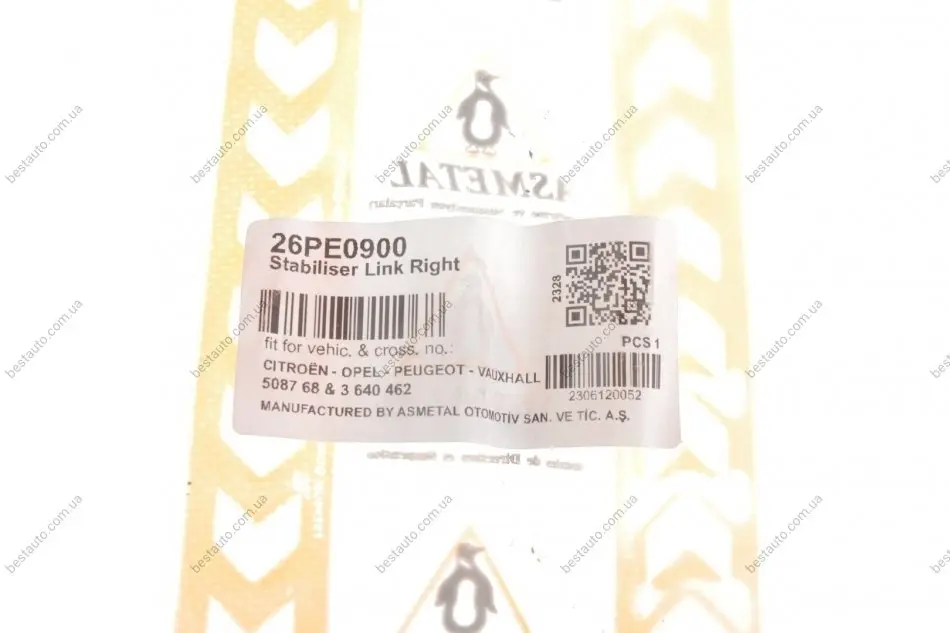 ASMETAL
26PE0900
Stabiliser Link Right
2328
fit for vehic. & cross. no.:
PCS 1
CITROËN - OPEL - PEUGEOT - VAUXHALL
5087 68 & 3 640 462
2306120052
MANUFACTURED BY ASMETAL OTOMOTİV SAN. VE TİC. A.Ş.
bestauto.com.ua